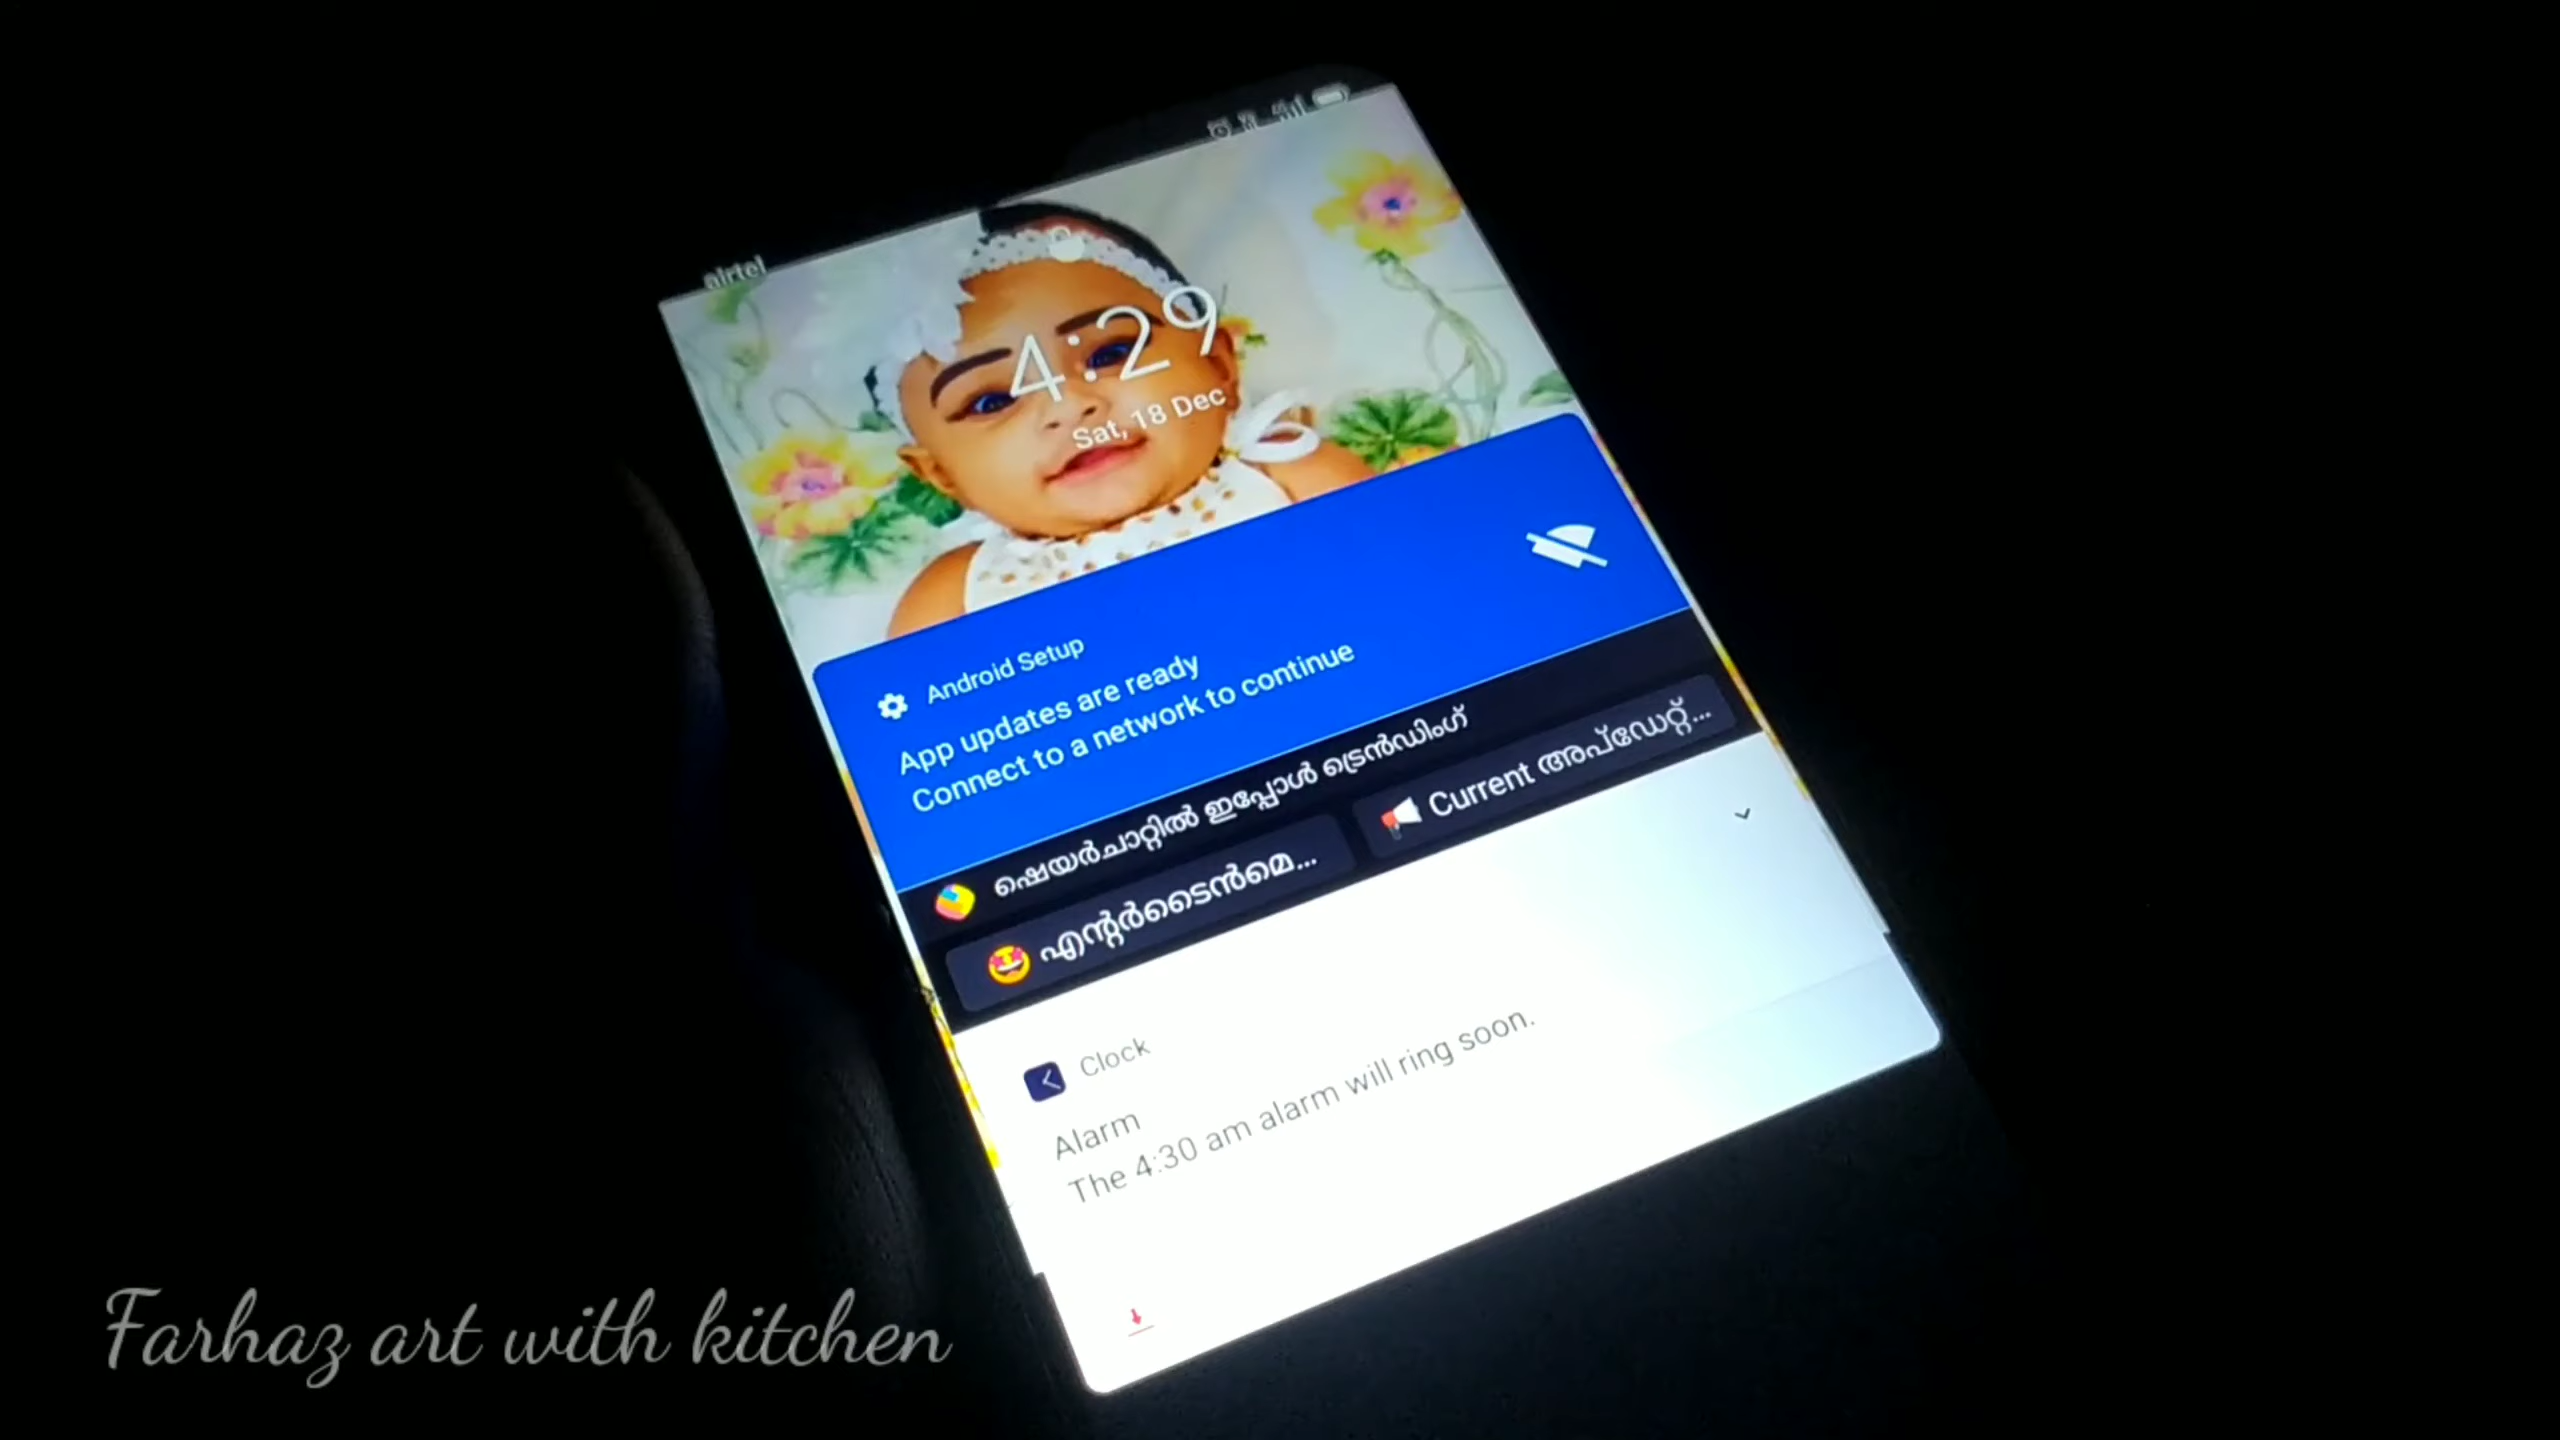 airtel
4:29
Sat, 18 Dec
Android Setup
App updates are ready
Connect to a network to continue
ഷെയർചാറ്റിൽ ഇപ്പോൾ ട്രെൻഡിംഗ്
എന്റർടൈൻമെ... Current അപ്ഡേറ്റ്...
Clock
Alarm
The 4:30 am alarm will ring soon.
Farhaz art with kitchen